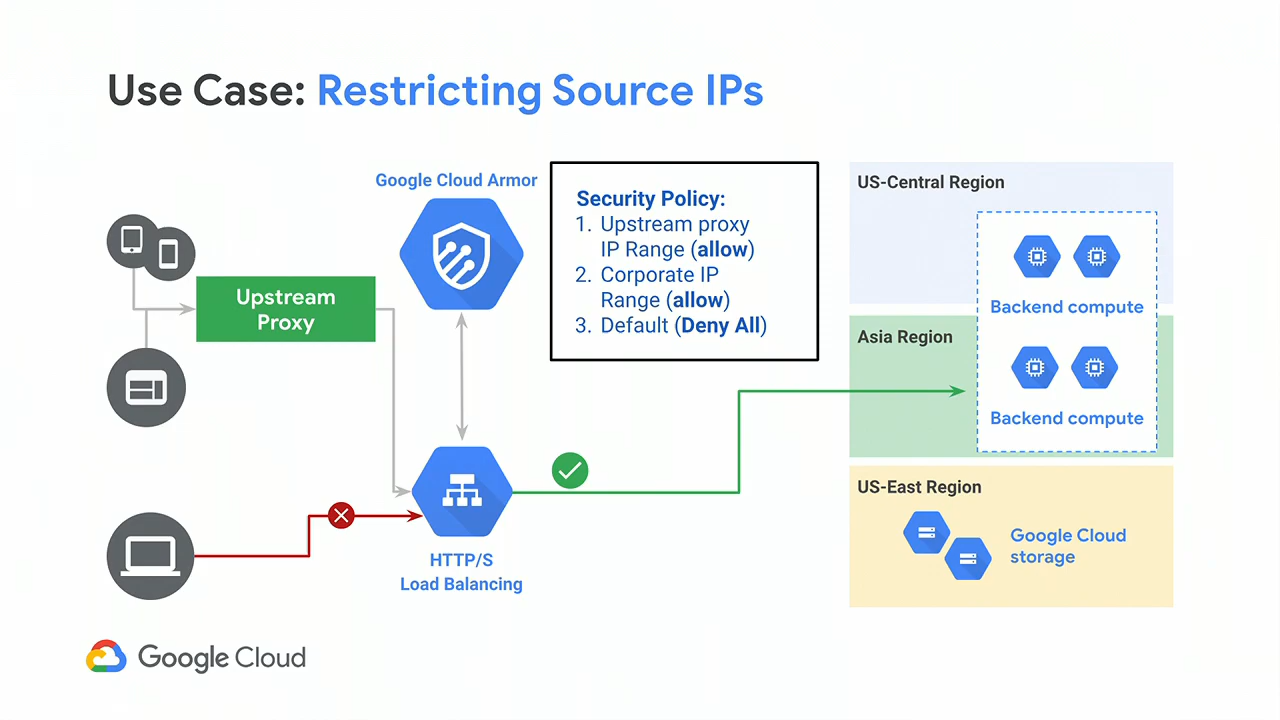 Use Case: Restricting Source IPs
Google Cloud Armor
Upstream
Proxy
Security Policy:
1. Upstream proxy
IP Range (allow)
2. Corporate IP
Range (allow)
3. Default (Deny All)
HTTP/S
Load Balancing
US-Central Region
Backend compute
Asia Region
Backend compute
US-East Region
Google Cloud
storage
Google Cloud